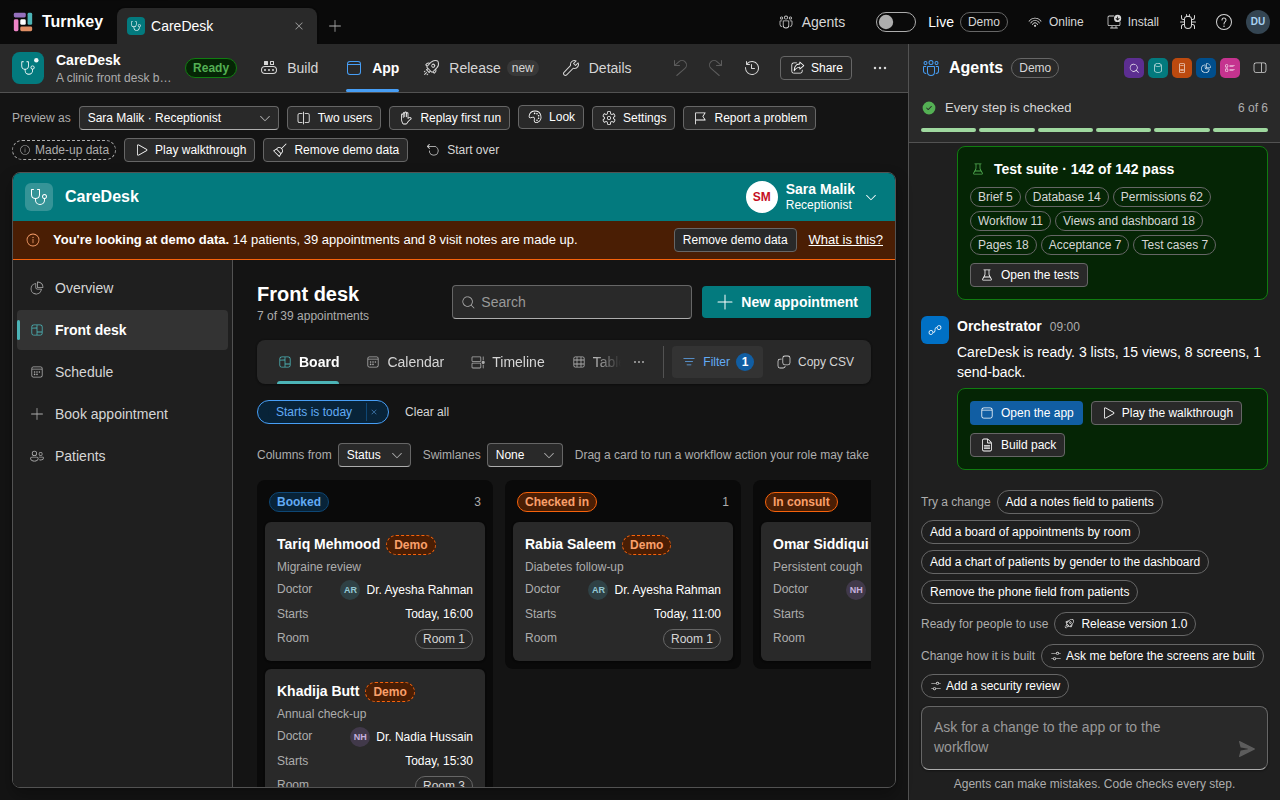 Turnkey
CareDesk
Agents
Live
Demo
Online
Install
DU
CareDesk
A clinic front desk b...
Ready
Build
App
Release new
Details
Share
Agents
Demo
Preview as
Sara Malik · Receptionist
Two users
Replay first run
Look
Settings
Report a problem
Made-up data
Play walkthrough
Remove demo data
Start over
CareDesk
SM
Sara Malik
Receptionist
You're looking at demo data. 14 patients, 39 appointments and 8 visit notes are made up.
Remove demo data
What is this?
Overview
Front desk
Schedule
Book appointment
Patients
Front desk
7 of 39 appointments
Search
New appointment
Board
Calendar
Timeline
Filter 1
Copy CSV
Starts is today
Clear all
Columns from
Status
Swimlanes
None
Drag a card to run a workflow action your role may take
Booked 3
Tariq Mehmood Demo
Migraine review
Doctor AR Dr. Ayesha Rahman
Starts Today, 16:00
Room Room 1
Khadija Butt Demo
Annual check-up
Doctor NH Dr. Nadia Hussain
Starts Today, 15:30
Room Room 3
Checked in 1
Rabia Saleem Demo
Diabetes follow-up
Doctor AR Dr. Ayesha Rahman
Starts Today, 11:00
Room Room 1
In consult
Omar Siddiqui
Persistent cough
Doctor NH
Starts
Room
Every step is checked 6 of 6
Test suite · 142 of 142 pass
Brief 5 Database 14 Permissions 62
Workflow 11 Views and dashboard 18
Pages 18 Acceptance 7 Test cases 7
Open the tests
Orchestrator 09:00
CareDesk is ready. 3 lists, 15 views, 8 screens, 1
send-back.
Open the app
Play the walkthrough
Build pack
Try a change Add a notes field to patients
Add a board of appointments by room
Add a chart of patients by gender to the dashboard
Remove the phone field from patients
Ready for people to use Release version 1.0
Change how it is built Ask me before the screens are built
Add a security review
Ask for a change to the app or to the
workflow
Agents can make mistakes. Code checks every step.